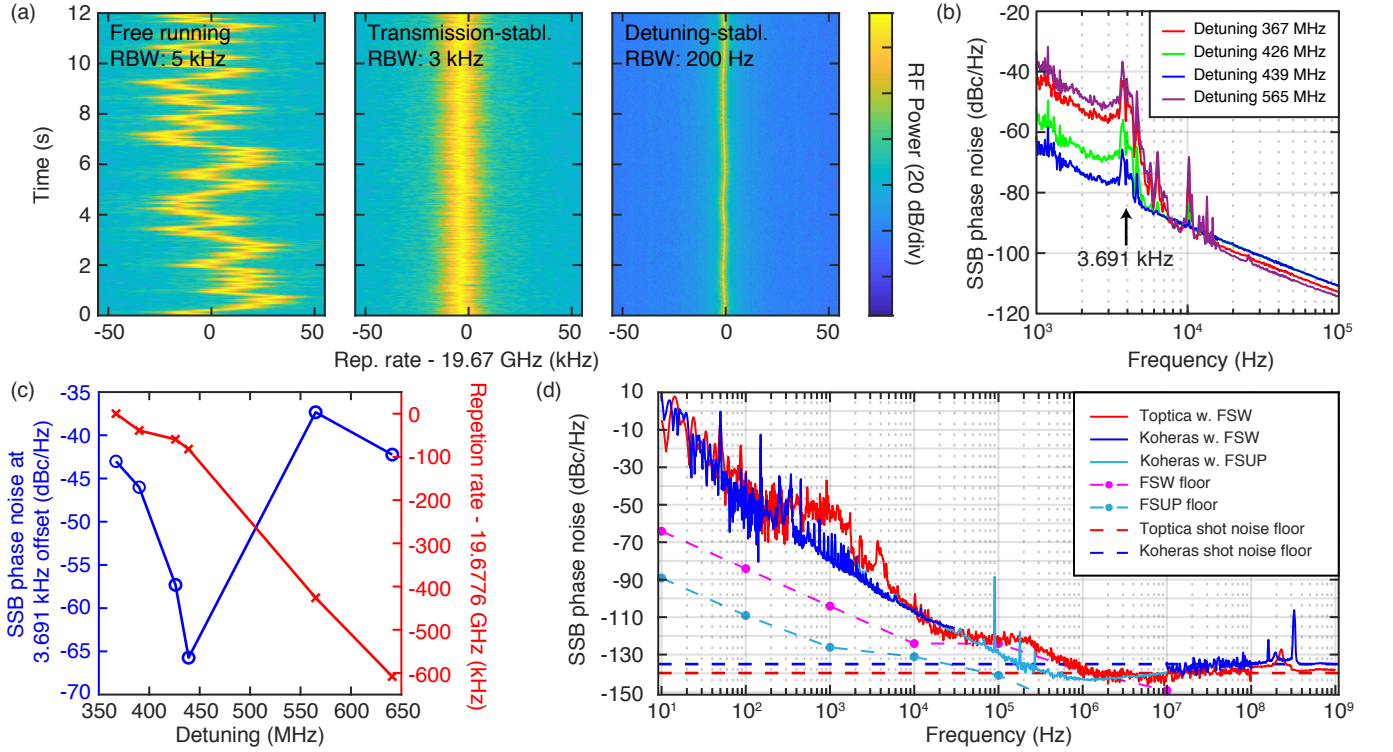 (a)
Free running
RBW: 5 kHz
Transmission-stabl.
RBW: 3 kHz
Detuning-stabl.
RBW: 200 Hz
12
10
8
6
4
2
0
Time (s)
-50
0
50
-50
0
50
-50
0
50
Rep. rate - 19.67 GHz (kHz)
RF Power (20 dB/div)
(b)
-20
-40
-60
-80
-100
-120
SSB phase noise (dBc/Hz)
Detuning 367 MHz
Detuning 426 MHz
Detuning 439 MHz
Detuning 565 MHz
3.691 kHz
10³
10⁴
10⁵
Frequency (Hz)
(c)
-35
-40
-45
-50
-55
-60
-65
-70
SSB phase noise at
3.691 kHz offset (dBc/Hz)
0
-100
-200
-300
-400
-500
-600
Repetion rate - 19.6776 GHz (kHz)
350
400
450
500
550
600
650
Detuning (MHz)
(d)
10
-10
-30
-50
-70
-90
-110
-130
-150
SSB phase noise (dBc/Hz)
Toptica w. FSW
Koheras w. FSW
Koheras w. FSUP
FSW floor
FSUP floor
Toptica shot noise floor
Koheras shot noise floor
10¹
10²
10³
10⁴
10⁵
10⁶
10⁷
10⁸
10⁹
Frequency (Hz)